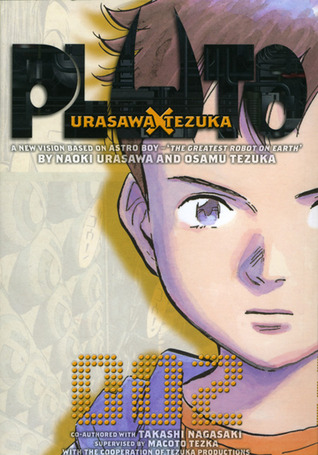 PLUTO
URASAWA X TEZUKA
A NEW VISION BASED ON ASTRO BOY - "THE GREATEST ROBOT ON EARTH"
BY NAOKI URASAWA AND OSAMU TEZUKA
002
CO-AUTHORED WITH TAKASHI NAGASAKI
SUPERVISED BY MACOTO TEZKA
WITH THE COOPERATION OF TEZUKA PRODUCTIONS